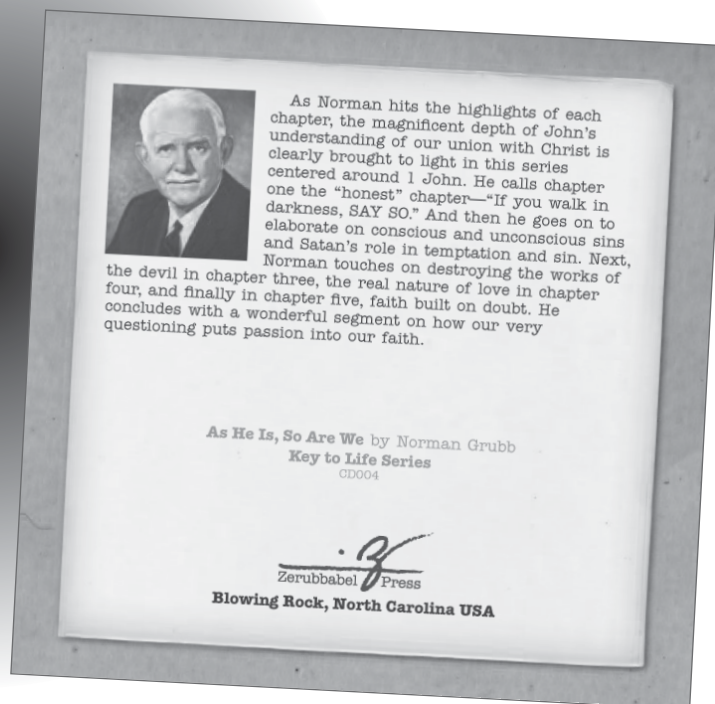 As Norman hits the highlights of each
chapter, the magnificent depth of John's
understanding of our union with Christ is
clearly brought to light in this series
centered around 1 John. He calls chapter
one the “honest” chapter—“If you walk in
darkness, SAY SO.” And then he goes on to
elaborate on conscious and unconscious sins
and Satan's role in temptation and sin. Next,
Norman touches on destroying the works of
the devil in chapter three, the real nature of love in chapter
four, and finally in chapter five, faith built on doubt. He
concludes with a wonderful segment on how our very
questioning puts passion into our faith.
As He Is, So Are We by Norman Grubb
Key to Life Series
CD004
Zerubbabel Press
Blowing Rock, North Carolina USA